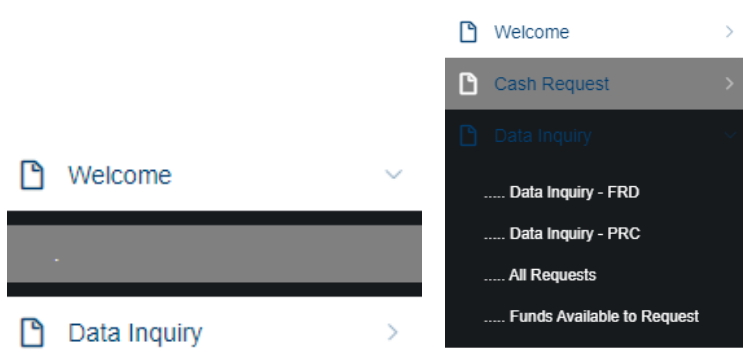 Welcome
.
Data Inquiry
Welcome
Cash Request
Data Inquiry
..... Data Inquiry - FRD
..... Data Inquiry - PRC
..... All Requests
..... Funds Available to Request